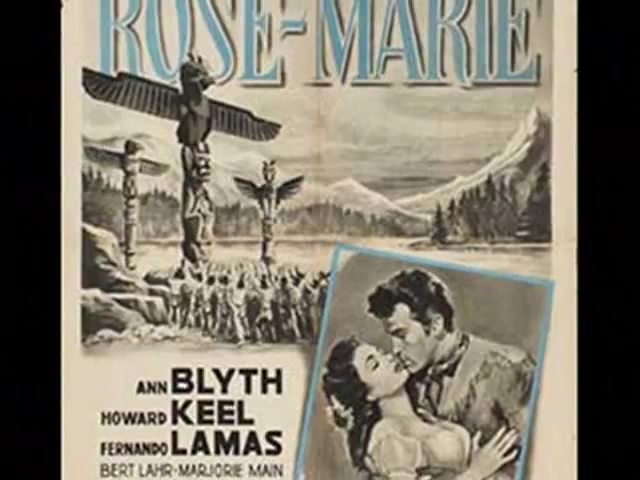 ROSE-MARIE
ANN BLYTH
HOWARD KEEL
FERNANDO LAMAS
BERT LAHR-MARJORIE MAIN